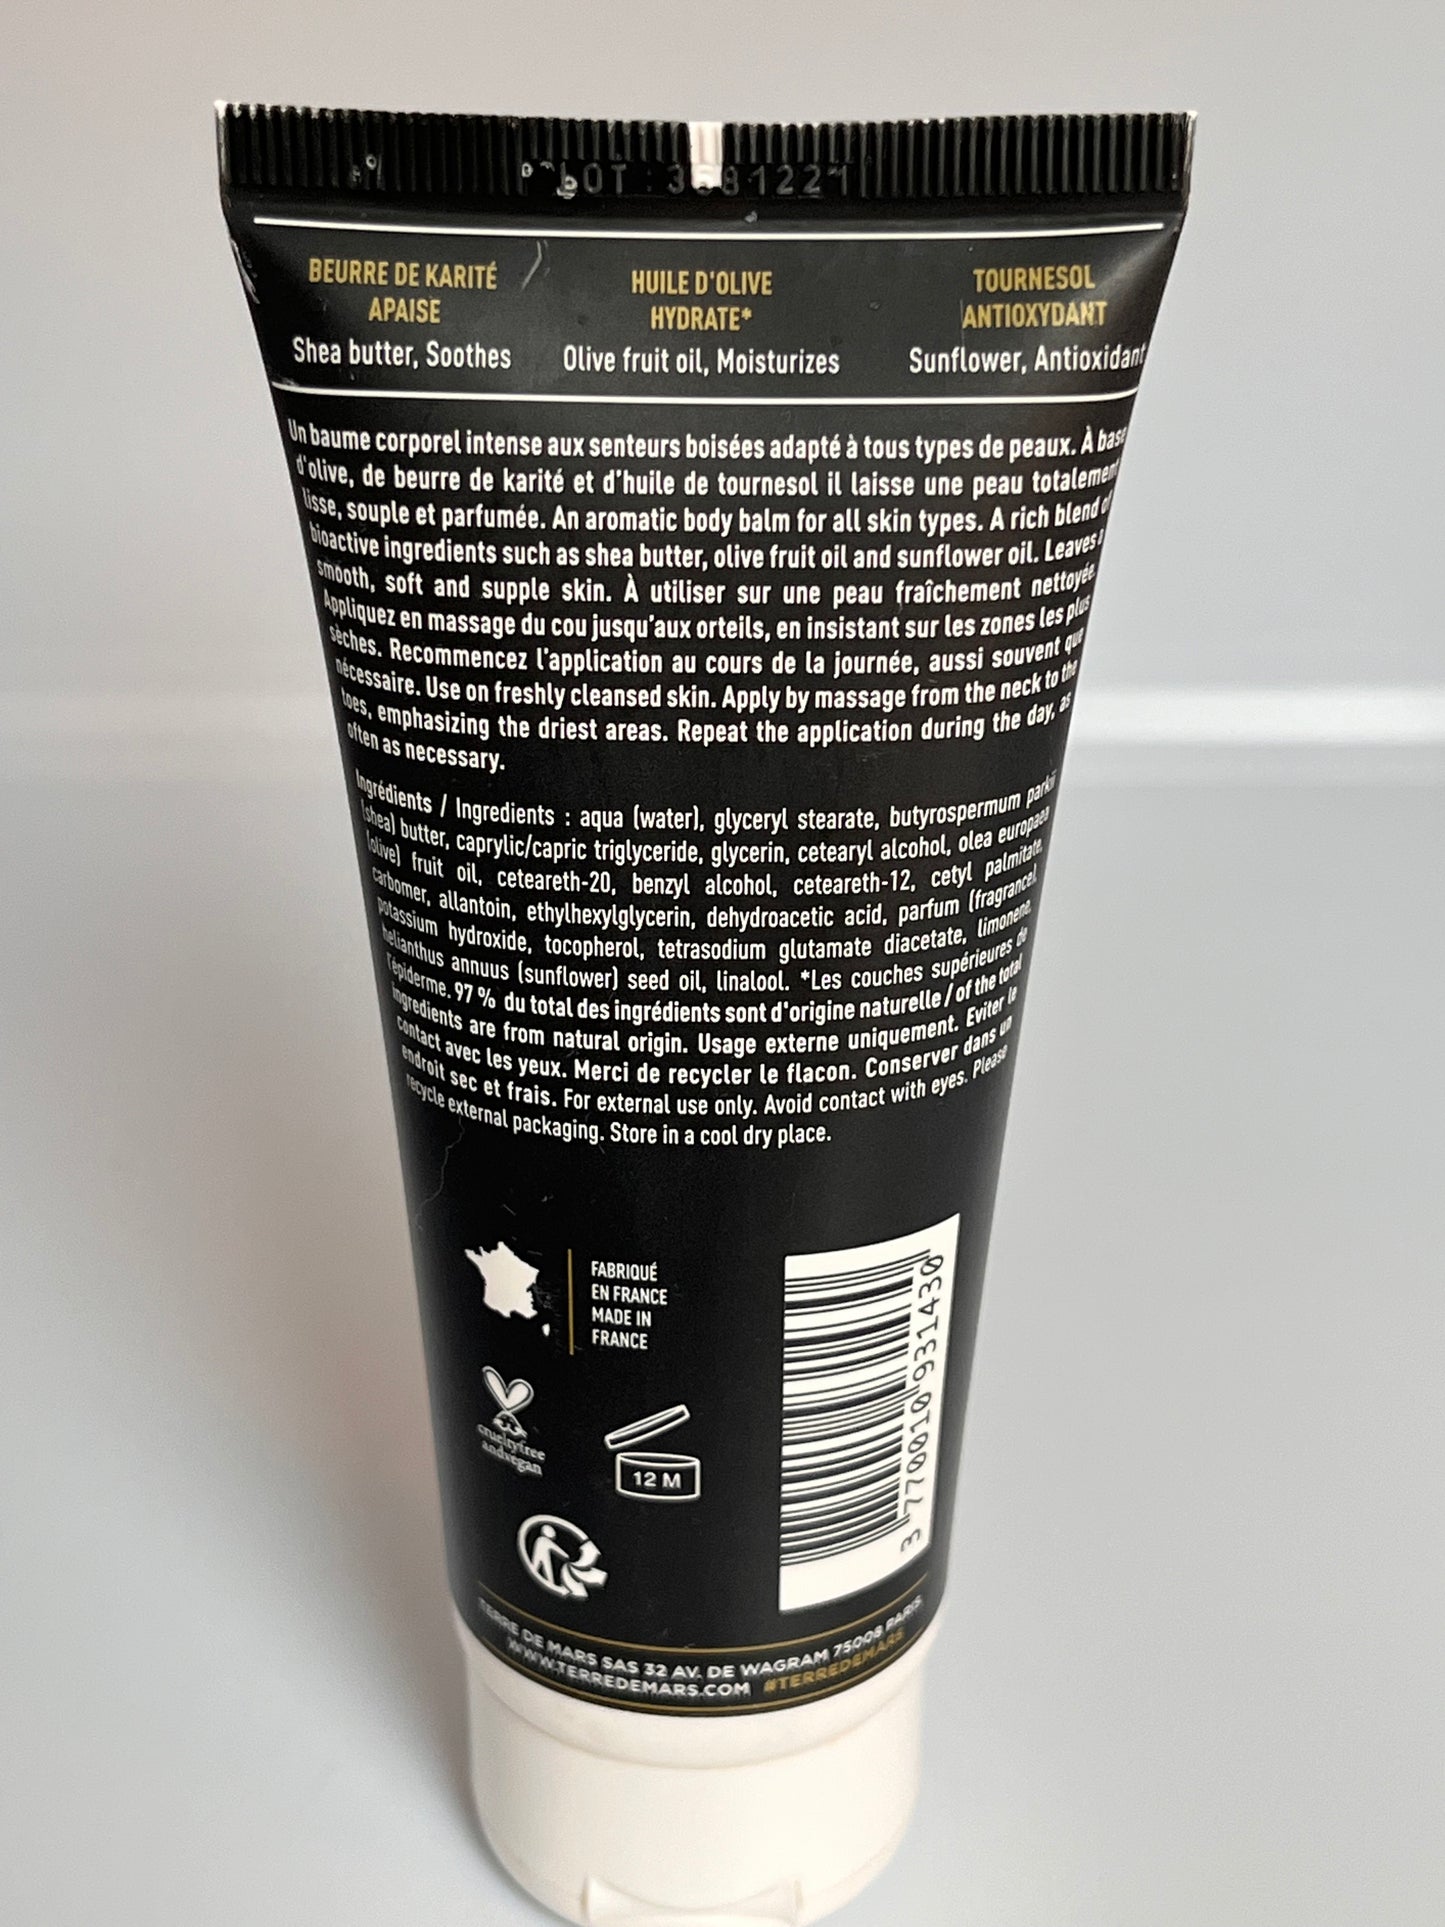 LOT
BEURRE DE KARITÉ
APAISE
Shea butter, Soothes
HUILE D'OLIVE
HYDRATE*
Olive fruit oil, Moisturizes
TOURNESOL
ANTIOXYDANT
Sunflower, Antioxidant
Un baume corporel intense aux senteurs boisées adapté à tous types de peaux. À base
d'olive, de beurre de karité et d'huile de tournesol il laisse une peau totalement
lisse, souple et parfumée. An aromatic body balm for all skin types. A rich blend of
bioactive ingredients such as shea butter, olive fruit oil and sunflower oil. Leaves a
smooth, soft and supple skin. À utiliser sur une peau fraîchement nettoyée.
Appliquez en massage du cou jusqu'aux orteils, en insistant sur les zones les plus
sèches. Recommencez l'application au cours de la journée, aussi souvent que
nécessaire. Use on freshly cleansed skin. Apply by massage from the neck to the
toes, emphasizing the driest areas. Repeat the application during the day, as
often as necessary.
Ingrédients / Ingredients : aqua (water), glyceryl stearate, butyrospermum parkii
(shea) butter, caprylic/capric triglyceride, glycerin, cetearyl alcohol, olea europaea
(olive) fruit oil, ceteareth-20, benzyl alcohol, ceteareth-12, cetyl palmitate,
carbomer, allantoin, ethylhexylglycerin, dehydroacetic acid, parfum (fragrance),
potassium hydroxide, tocopherol, tetrasodium glutamate diacetate, limonene,
helianthus annuus (sunflower) seed oil, linalool. *Les couches supérieures de
l'épiderme. 97 % du total des ingrédients sont d'origine naturelle / of the total
ingredients are from natural origin. Usage externe uniquement. Eviter le
contact avec les yeux. Merci de recycler le flacon. Conserver dans un
endroit sec et frais. For external use only. Avoid contact with eyes. Please
recycle external packaging. Store in a cool dry place.
FABRIQUÉ
EN FRANCE
MADE IN
FRANCE
crueltyfree
andvegan
12 M
3 770010 931430
TERRE DE MARS SAS 32 AV. DE WAGRAM 75008 PARIS
WWW.TERREDEMARS.COM #TERREDEMARS